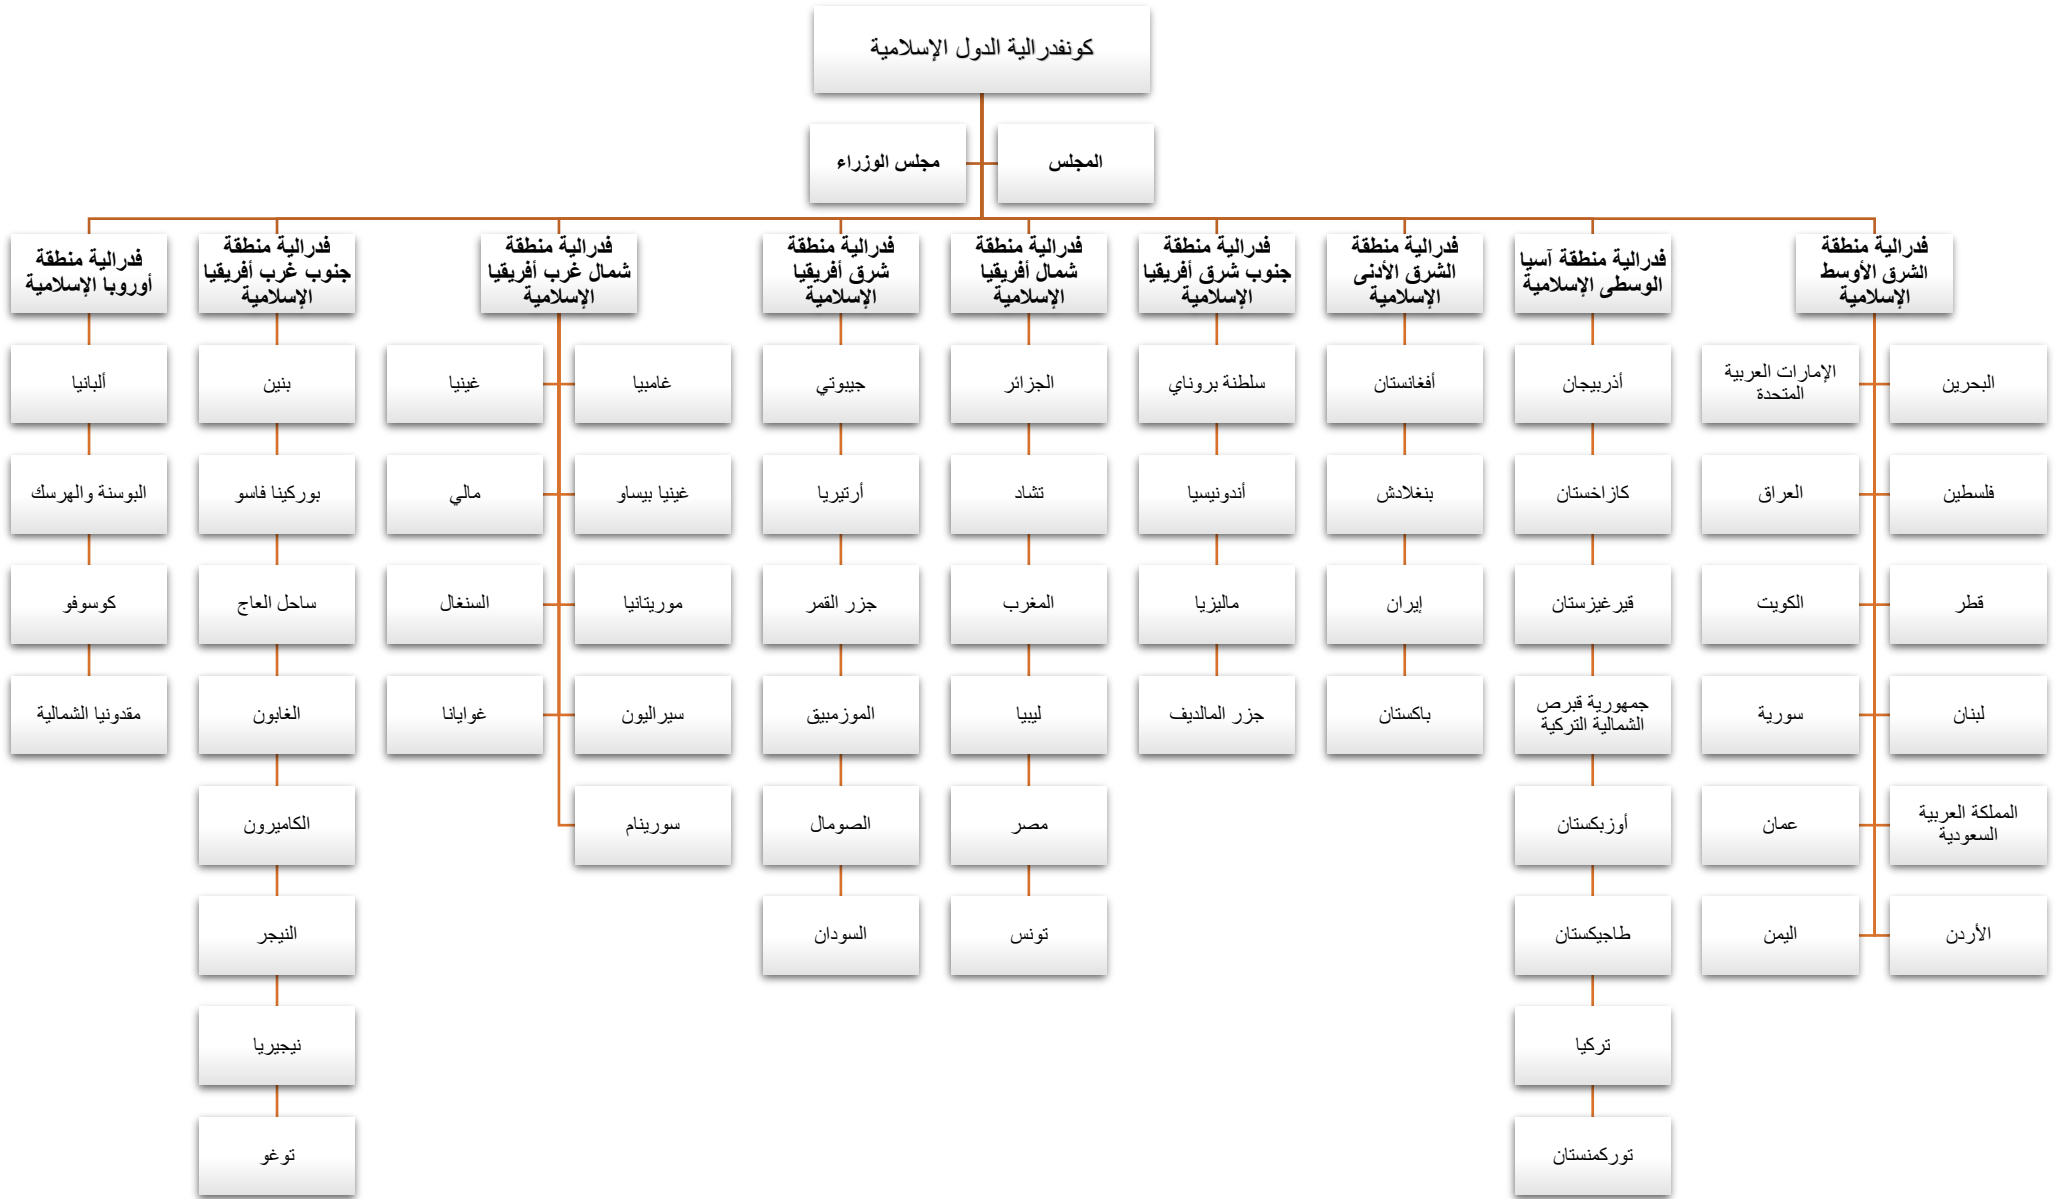 كونفدرالية الدول الإسلامية
المجلس
مجلس الوزراء
فدرالية منطقة
الشرق الأوسط
الإسلامية
البحرين
الإمارات العربية
المتحدة
فلسطين
العراق
قطر
الكويت
لبنان
سورية
المملكة العربية
السعودية
عمان
الأردن
اليمن
فدرالية منطقة آسيا
الوسطى الإسلامية
أذربيجان
كازاخستان
قيرغيزستان
جمهورية قبرص
الشمالية التركية
أوزبكستان
طاجيكستان
تركيا
توركمنستان
فدرالية منطقة
الشرق الأدنى
الإسلامية
أفغانستان
بنغلادش
إيران
باكستان
فدرالية منطقة
جنوب شرق أفريقيا
الإسلامية
سلطنة بروناي
أندونيسيا
ماليزيا
جزر المالديف
فدرالية منطقة
شمال أفريقيا
الإسلامية
الجزائر
تشاد
المغرب
ليبيا
مصر
تونس
فدرالية منطقة
شرق أفريقيا
الإسلامية
جيبوتي
أرتيريا
جزر القمر
الموزمبيق
الصومال
السودان
فدرالية منطقة
شمال غرب أفريقيا
الإسلامية
غامبيا
غينيا
غينيا بيساو
مالي
موريتانيا
السنغال
سيراليون
غوايانا
سورينام
فدرالية منطقة
جنوب غرب أفريقيا
الإسلامية
بنين
بوركينا فاسو
ساحل العاج
الغابون
الكاميرون
النيجر
نيجيريا
توغو
فدرالية منطقة
أوروبا الإسلامية
ألبانيا
البوسنة والهرسك
كوسوفو
مقدونيا الشمالية